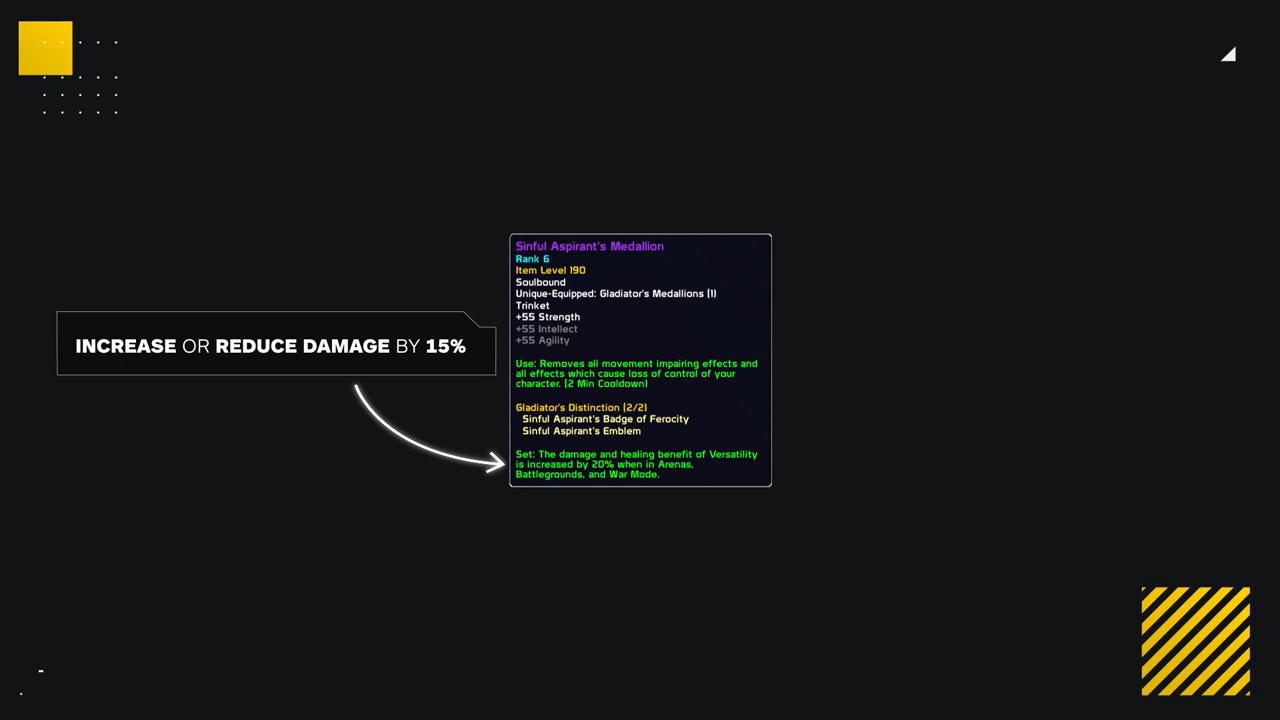 INCREASE OR REDUCE DAMAGE BY 15%
Sinful Aspirant's Medallion
Rank 6
Item Level 190
Soulbound
Unique-Equipped: Gladiator's Medallions (1)
Trinket
+55 Strength
+55 Intellect
+55 Agility
Use: Removes all movement impairing effects and
all effects which cause loss of control of your
character. (2 Min Cooldown)
Gladiator's Distinction (2/2)
Sinful Aspirant's Badge of Ferocity
Sinful Aspirant's Emblem
Set: The damage and healing benefit of Versatility
is increased by 20% when in Arenas,
Battlegrounds, and War Mode.